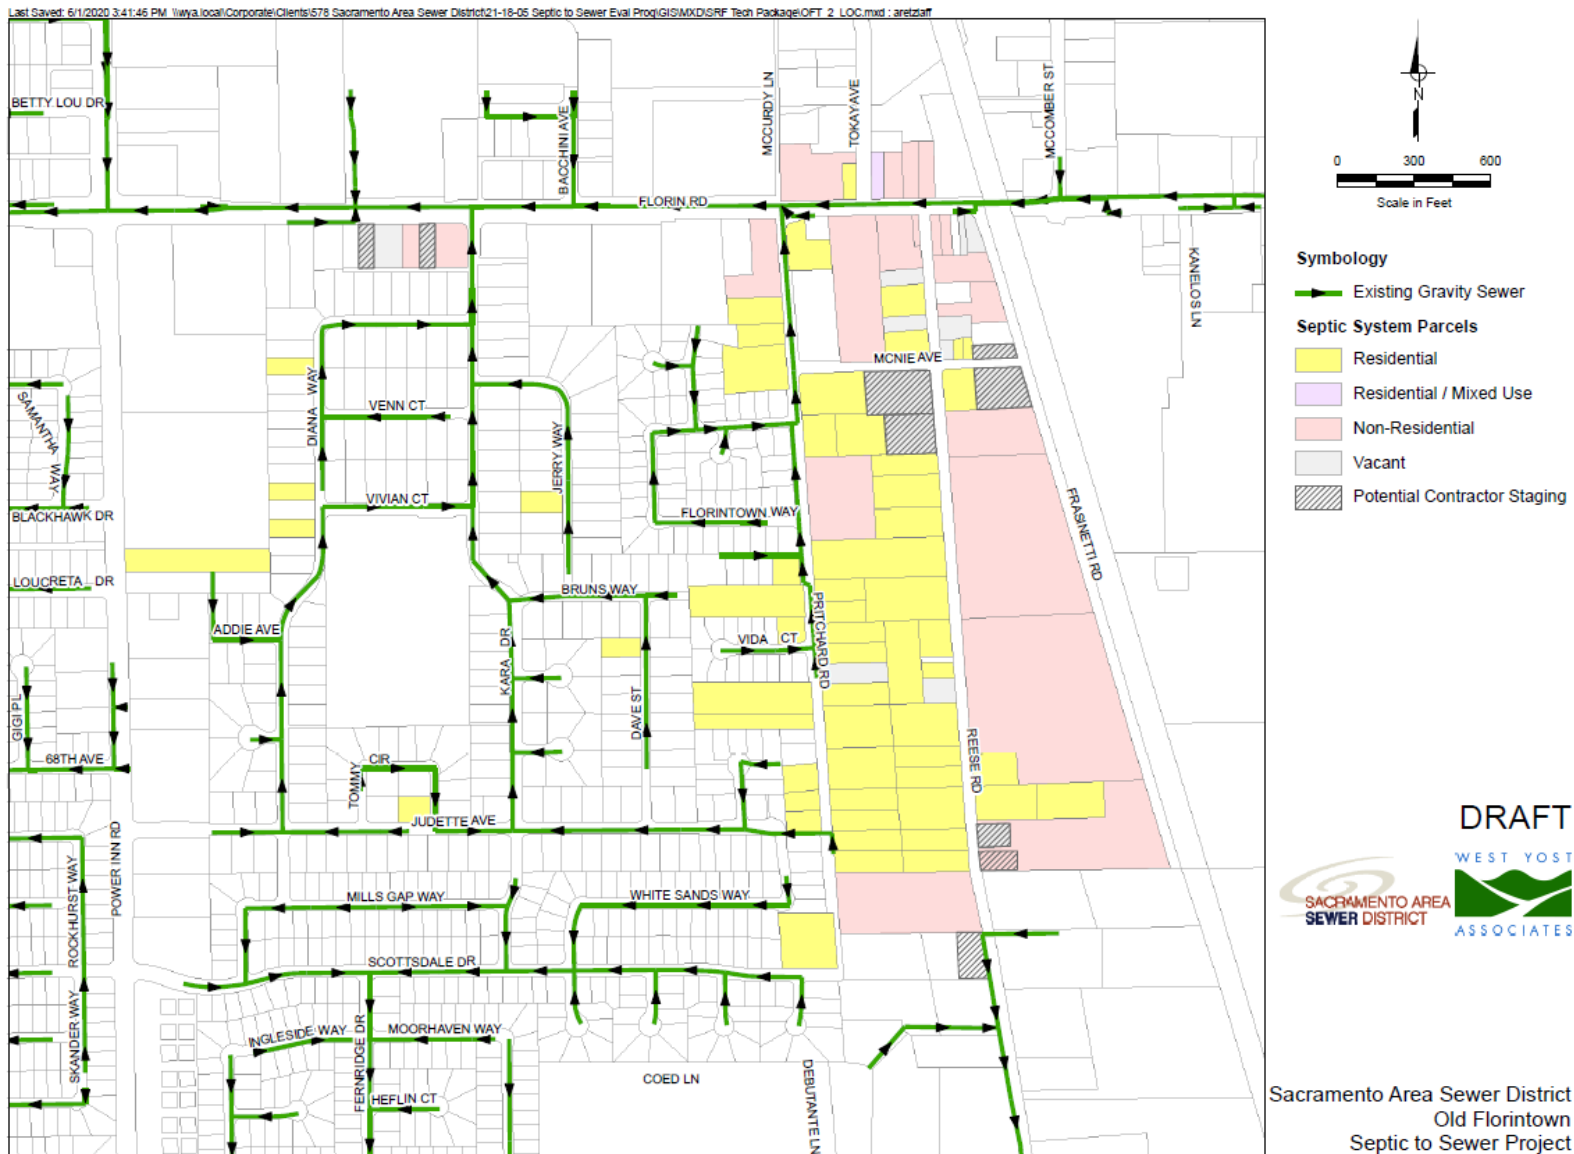 Last Saved: 6/1/2020 3:41:46 PM \\wya.local\Corporate\Clients\578 Sacramento Area Sewer District\21-18-05 Septic to Sewer Eval Prog\GIS\MXD\SRF Tech Package\OFT_2_LOC.mxd : aretzlaff
BETTY LOU DR
BACCHINI AVE
MCCURDY LN
TOKAY AVE
MCCOMBER ST
FLORIN RD
KANELOS LN
MCNIE AVE
DIANA WAY
VENN CT
SAMANTHA WAY
JERRY WAY
VIVIAN CT
FLORINTOWN WAY
BLACKHAWK DR
FRASINETTI RD
LOUCRETA DR
BRUNS WAY
ADDIE AVE
KARA DR
VIDA CT
PRITCHARD RD
GIGI PL
DAVE ST
68TH AVE
TOMMY CIR
REESE RD
JUDETTE AVE
POWER INN RD
ROCKHURST WAY
MILLS GAP WAY
WHITE SANDS WAY
SCOTTSDALE DR
SKANDER WAY
INGLESIDE WAY
FERNRIDGE DR
MOORHAVEN WAY
COED LN
HEFLIN CT
DEBUTANTE LN
N
0 300 600
Scale in Feet
Symbology
Existing Gravity Sewer
Septic System Parcels
Residential
Residential / Mixed Use
Non-Residential
Vacant
Potential Contractor Staging
DRAFT
SACRAMENTO AREA
SEWER DISTRICT
WEST YOST
ASSOCIATES
Sacramento Area Sewer District
Old Florintown
Septic to Sewer Project